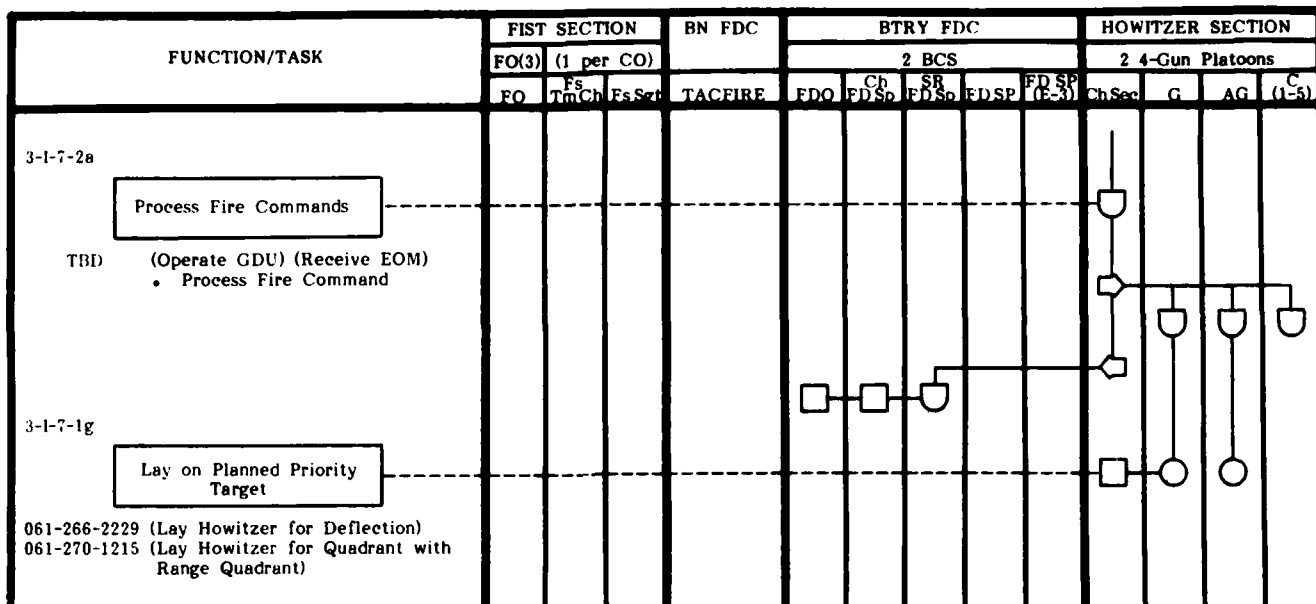 FUNCTION/TASK
FIST SECTION
BN FDC
BTRY FDC
HOWITZER SECTION
FO(3)
(1 per CO)
2 BCS
2 4-Gun Platoons
FO
Fs
TmCh
Fs Sgt
TACFIRE
FDO
Ch
FD Sp
SR
FD Sp
FD SP
FD SP
(E-3)
Ch Sec
G
AG
C
(1-5)
3-1-7-2a
Process Fire Commands
TBD (Operate GDU) (Receive EOM)
• Process Fire Command
3-1-7-1g
Lay on Planned Priority
Target
061-266-2229 (Lay Howitzer for Deflection)
061-270-1215 (Lay Howitzer for Quadrant with
Range Quadrant)